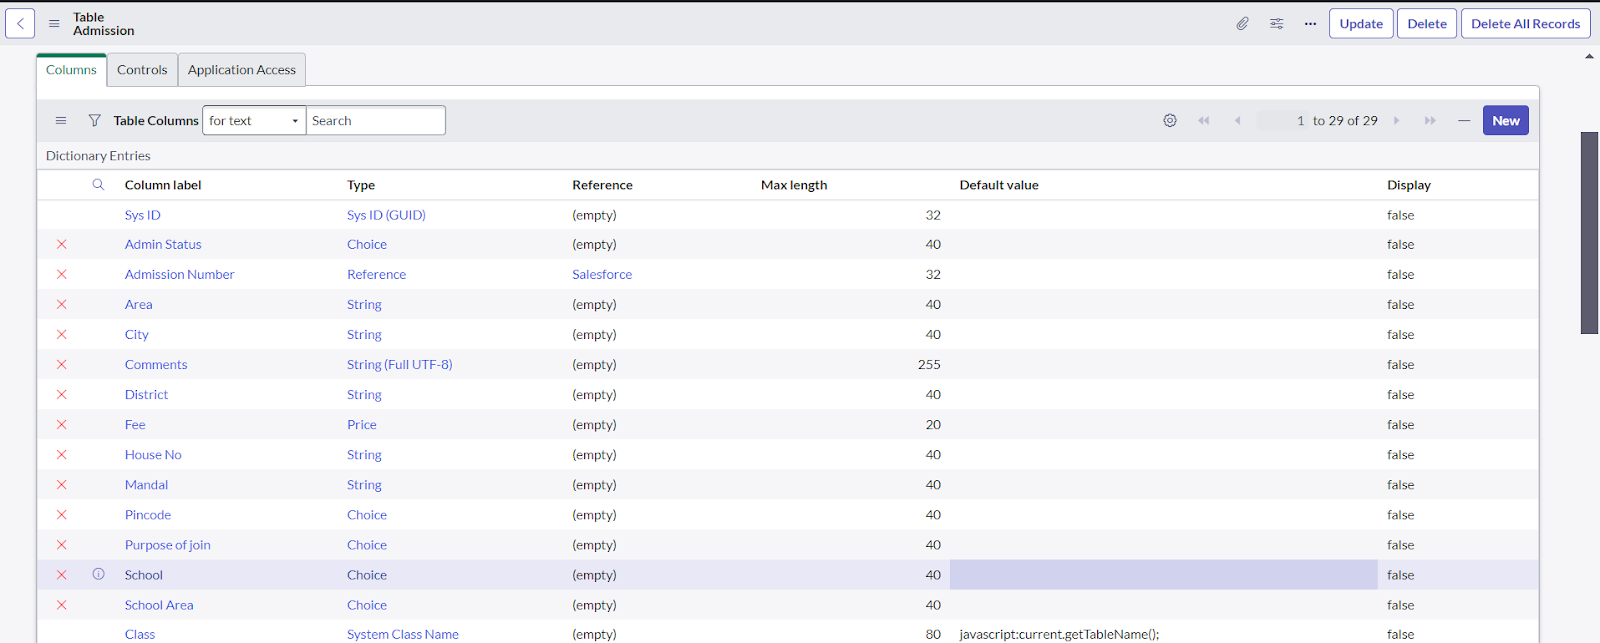 Table
Admission
Update Delete Delete All Records
Columns Controls Application Access
Table Columns for text Search 1 to 29 of 29 New
Dictionary Entries
Column label Type Reference Max length Default value Display
Sys ID Sys ID (GUID) (empty) 32 false
Admin Status Choice (empty) 40 false
Admission Number Reference Salesforce 32 false
Area String (empty) 40 false
City String (empty) 40 false
Comments String (Full UTF-8) (empty) 255 false
District String (empty) 40 false
Fee Price (empty) 20 false
House No String (empty) 40 false
Mandal String (empty) 40 false
Pincode Choice (empty) 40 false
Purpose of join Choice (empty) 40 false
School Choice (empty) 40 false
School Area Choice (empty) 40 false
Class System Class Name (empty) 80 javascript:current.getTableName(); false